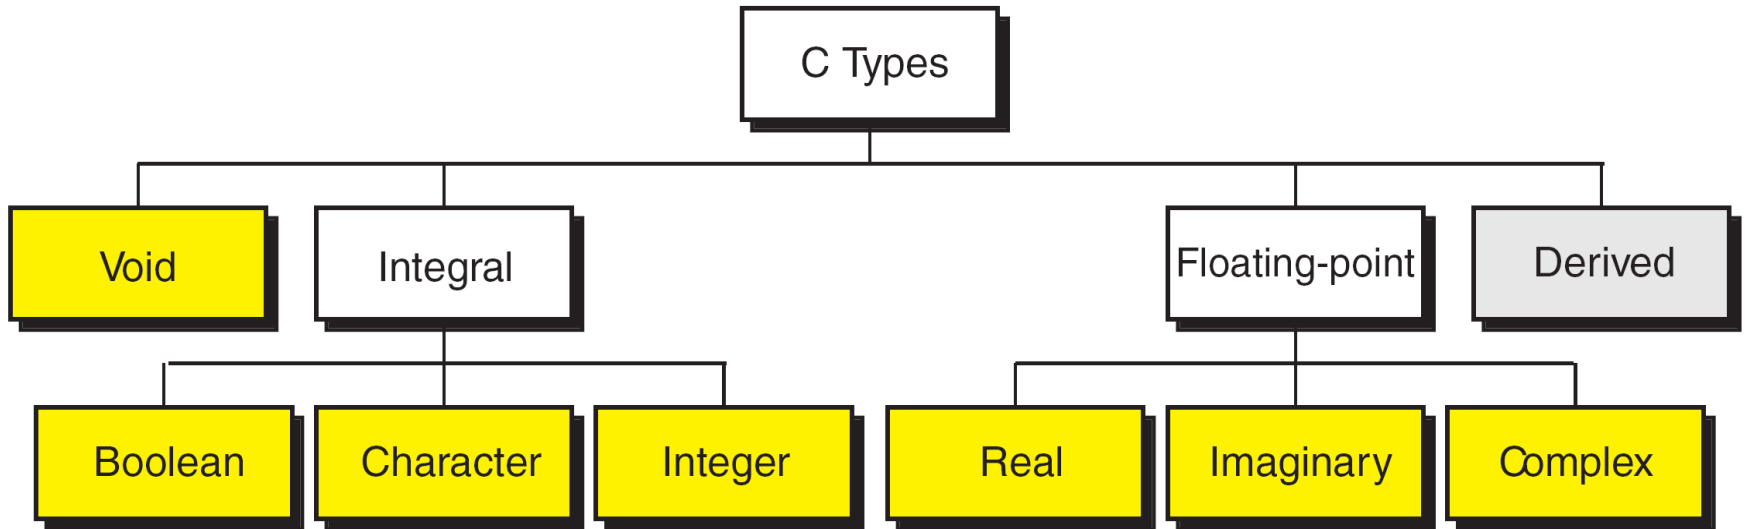 C Types
Void
Integral
Floating-point
Derived
Boolean
Character
Integer
Real
Imaginary
Complex